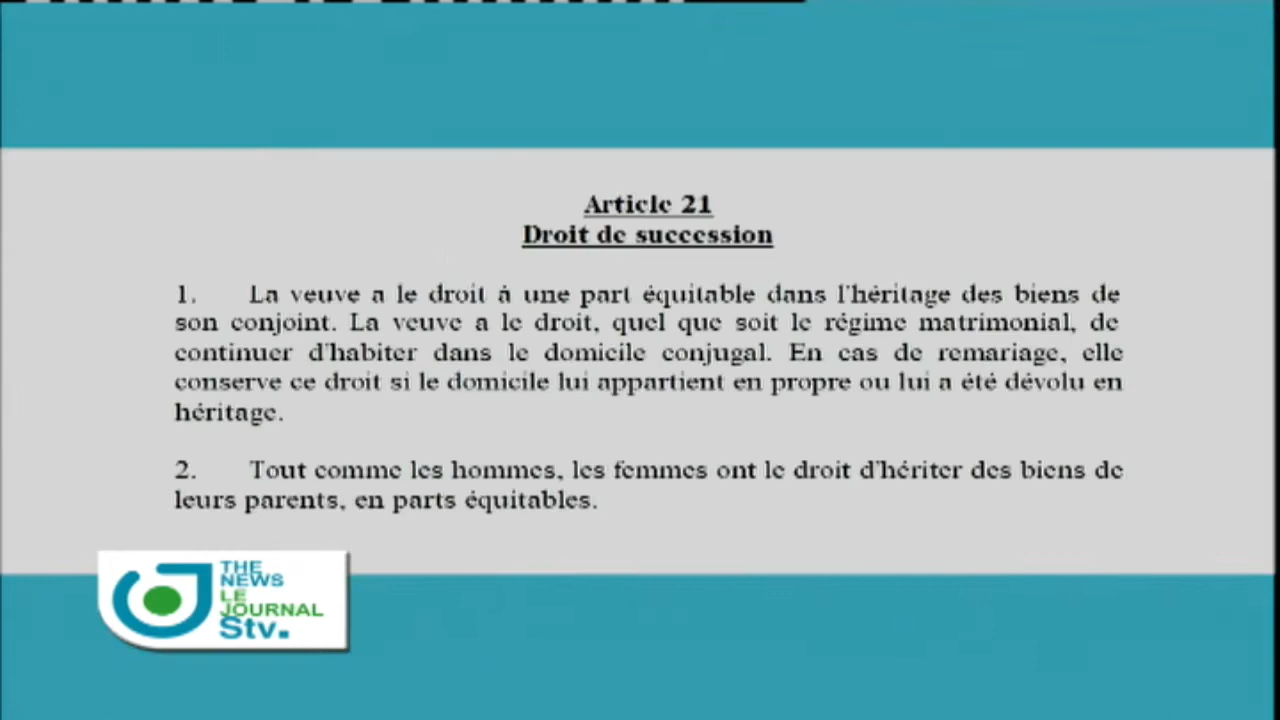 Article 21
Droit de succession
1. La veuve a le droit à une part équitable dans l'héritage des biens de
son conjoint. La veuve a le droit, quel que soit le régime matrimonial, de
continuer d'habiter dans le domicile conjugal. En cas de remariage, elle
conserve ce droit si le domicile lui appartient en propre ou lui a été dévolu en
héritage.
2. Tout comme les hommes, les femmes ont le droit d'hériter des biens de
leurs parents, en parts équitables.
THE
NEWS
LE
JOURNAL
Stv.